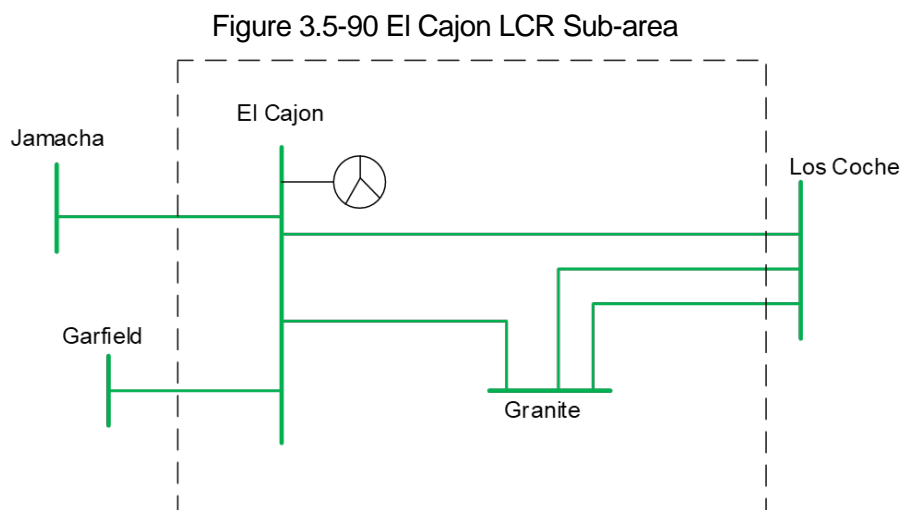 Figure 3.5-90 El Cajon LCR Sub-area
El Cajon
Jamacha
Los Coche
Garfield
Granite